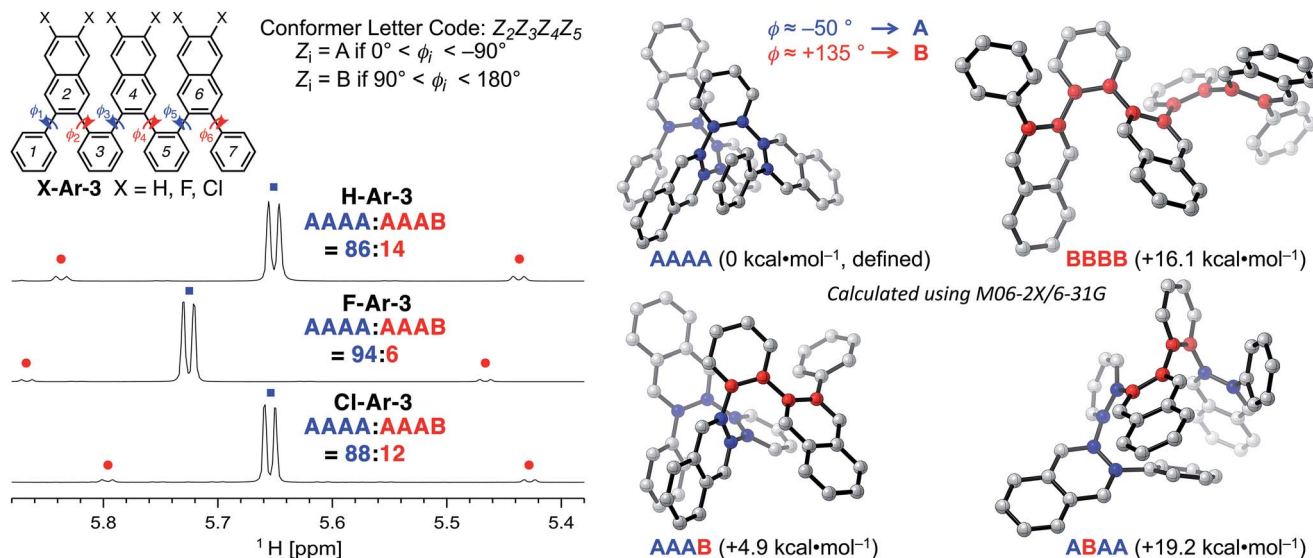 X X X X X X
Conformer Letter Code: Z2Z3Z4Z5
Zi = A if 0° < ϕi < –90°
Zi = B if 90° < ϕi < 180°
2 4 6
ϕ1 ϕ2 ϕ3 ϕ4 ϕ5 ϕ6
1 3 5 7
X-Ar-3 X = H, F, Cl
H-Ar-3
AAAA:AAAB
= 86:14
F-Ar-3
AAAA:AAAB
= 94:6
Cl-Ar-3
AAAA:AAAB
= 88:12
5.8 5.7 5.6 5.5 5.4
1 H [ppm]
ϕ ≈ –50 ° → A
ϕ ≈ +135 ° → B
AAAA (0 kcal•mol–1, defined)
BBBB (+16.1 kcal•mol–1)
Calculated using M06-2X/6-31G
AAAB (+4.9 kcal•mol–1)
ABAA (+19.2 kcal•mol–1)